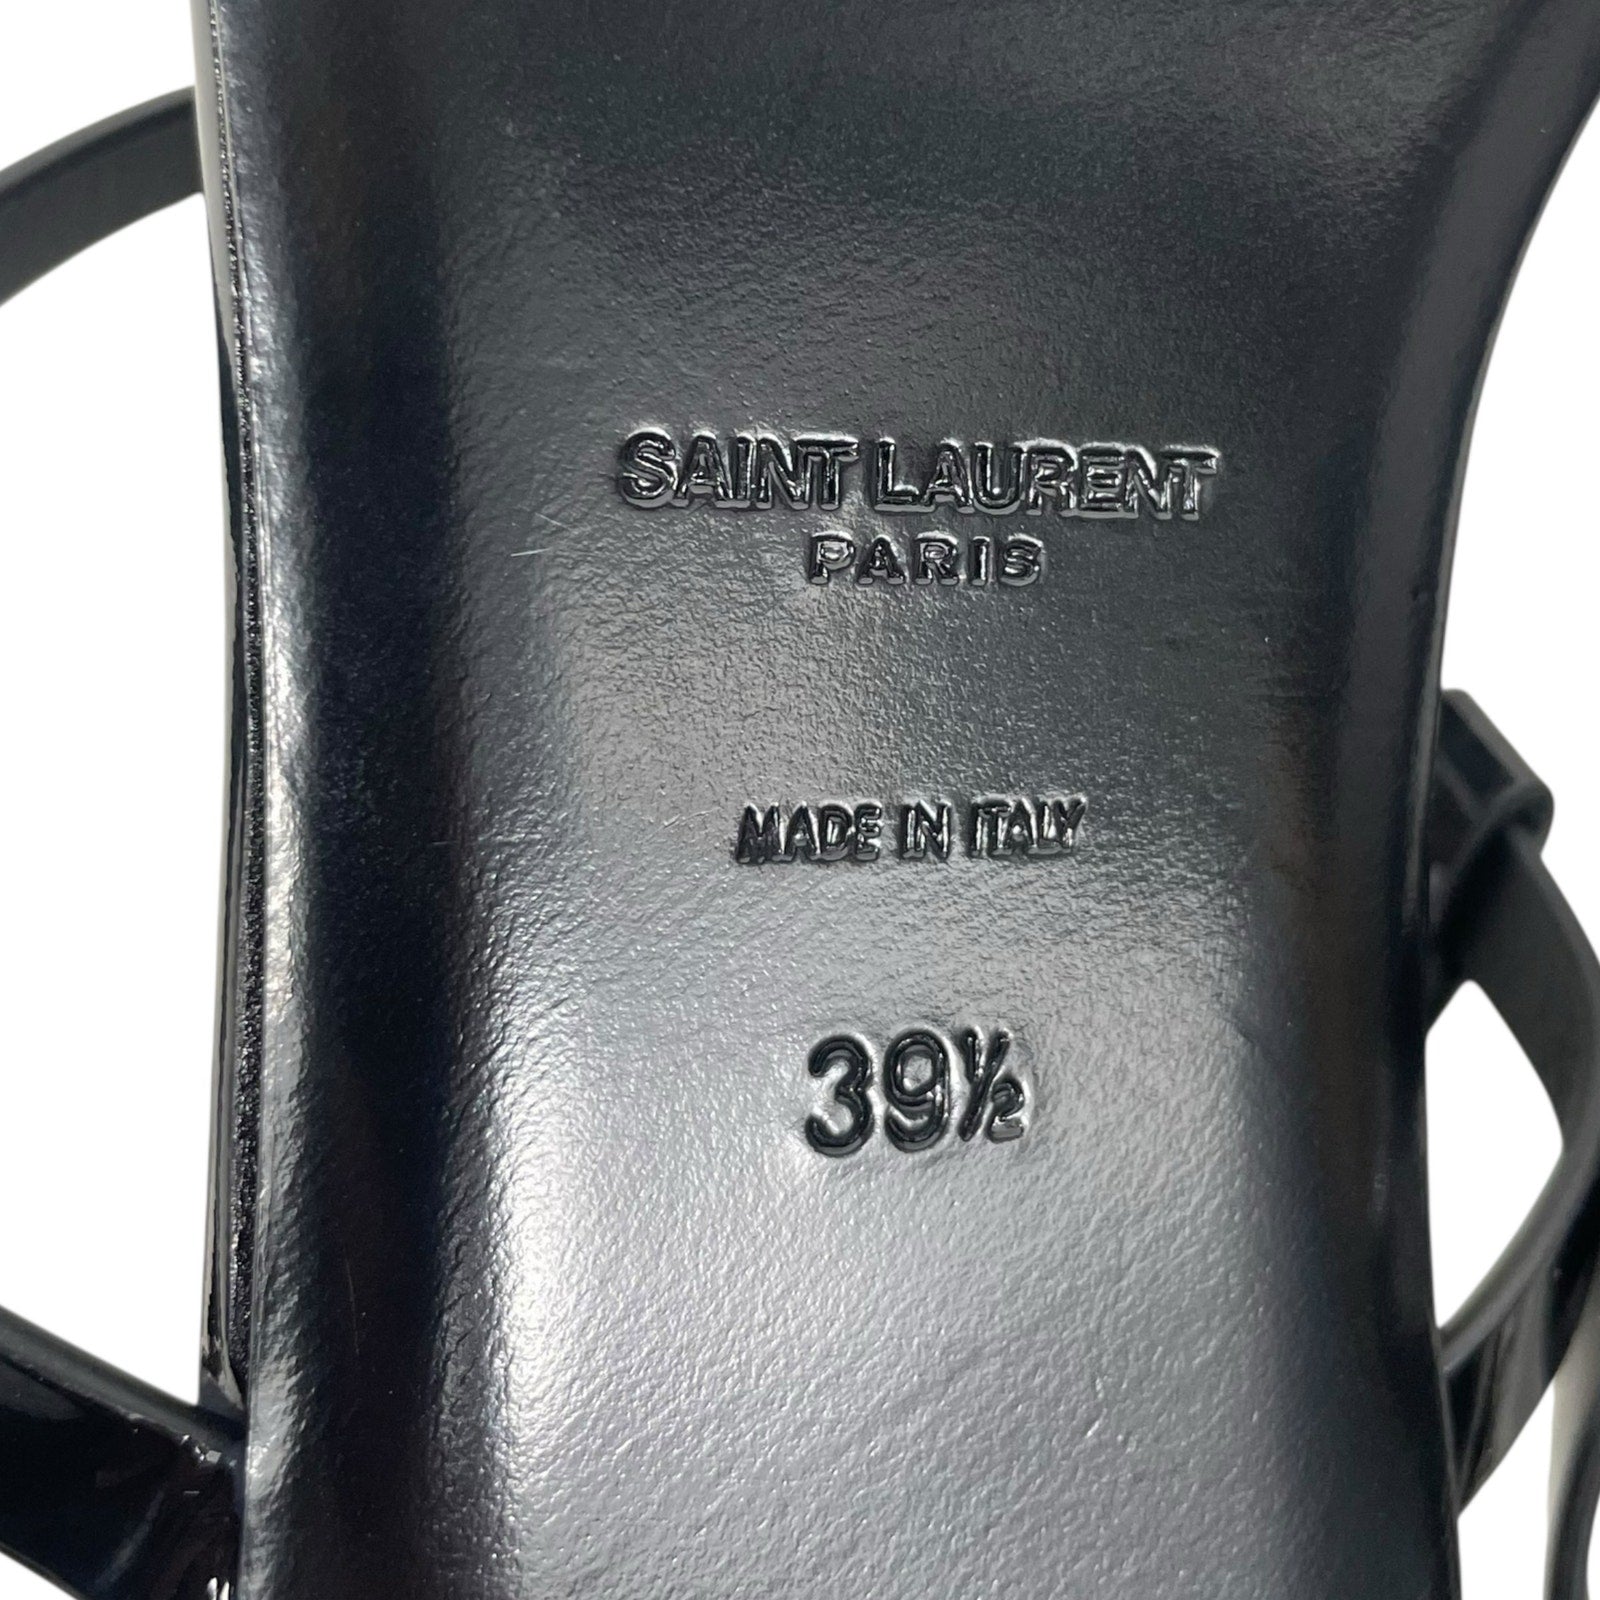 SAINT LAURENT
PARIS
MADE IN ITALY
39½